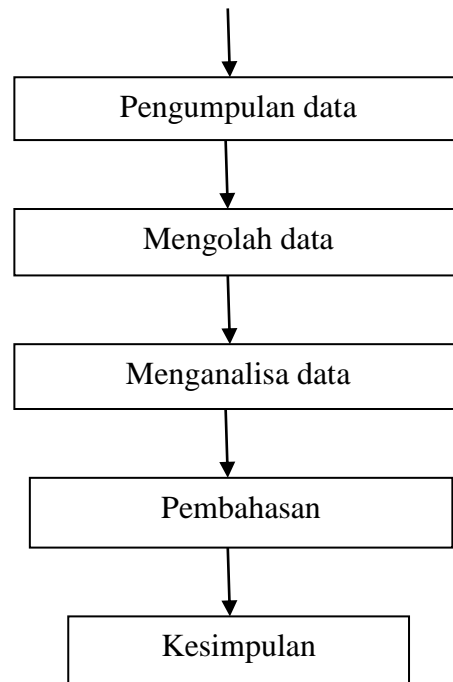 Pengumpulan data
Mengolah data
Menganalisa data
Pembahasan
Kesimpulan